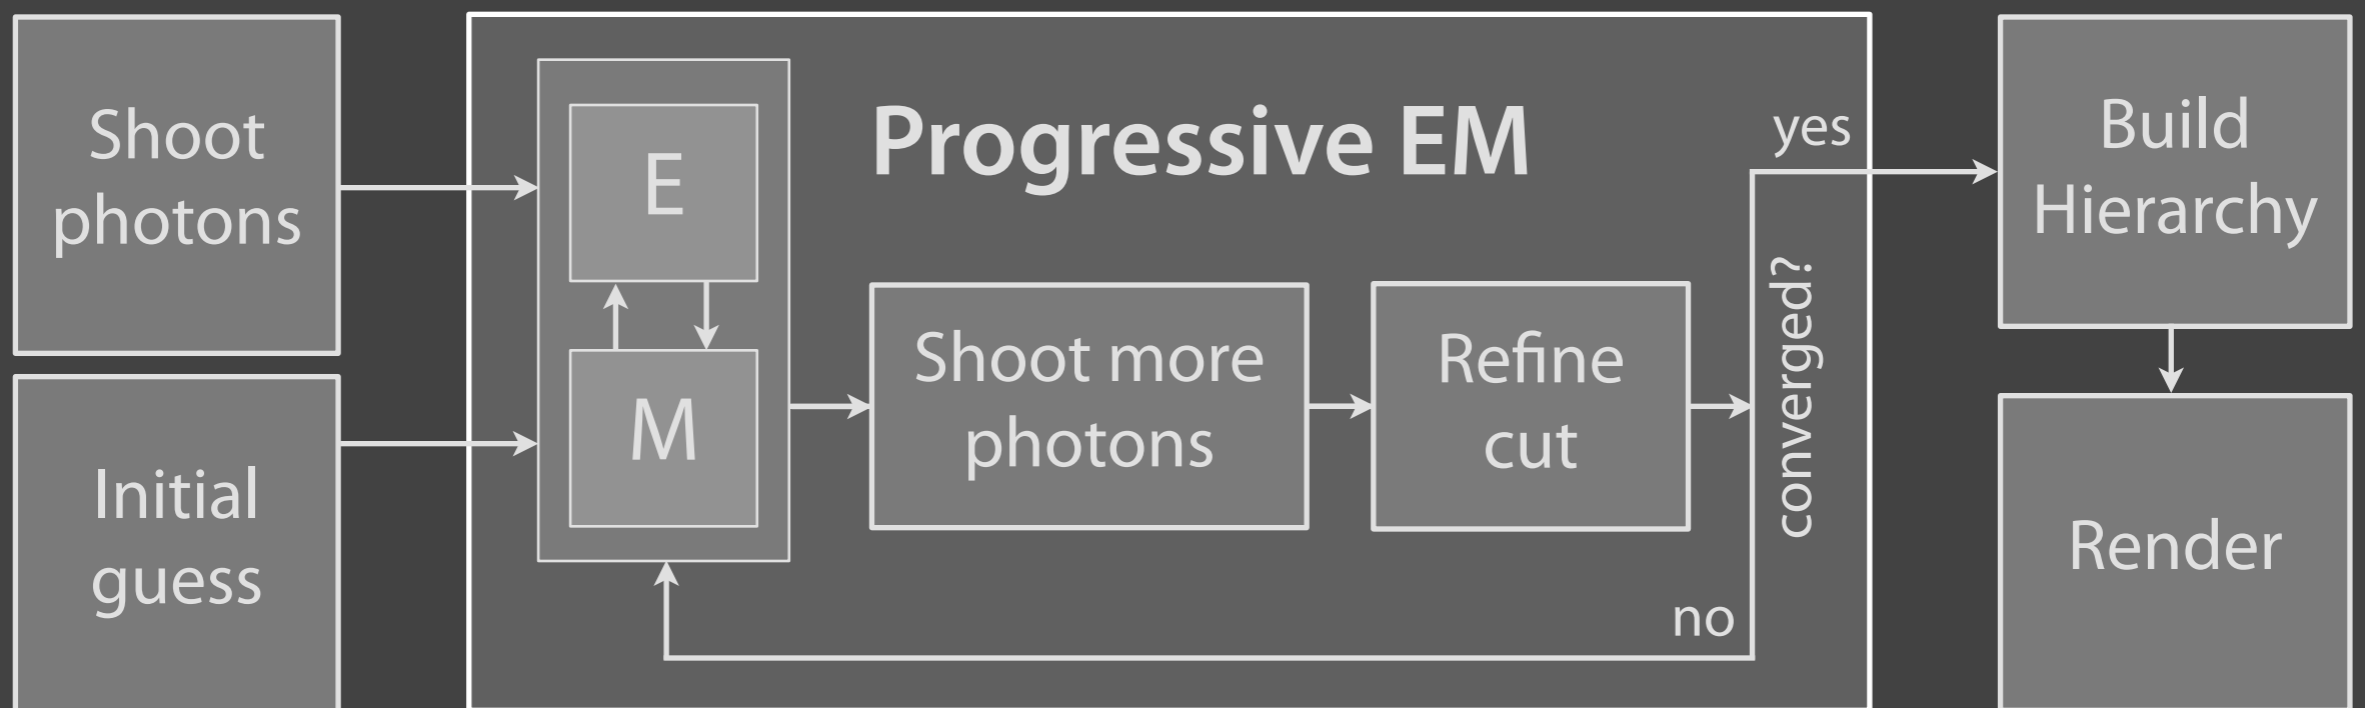 Shoot
photons
Initial
guess
Progressive EM
E
M
Shoot more
photons
Refine
cut
converged?
yes
no
Build
Hierarchy
Render